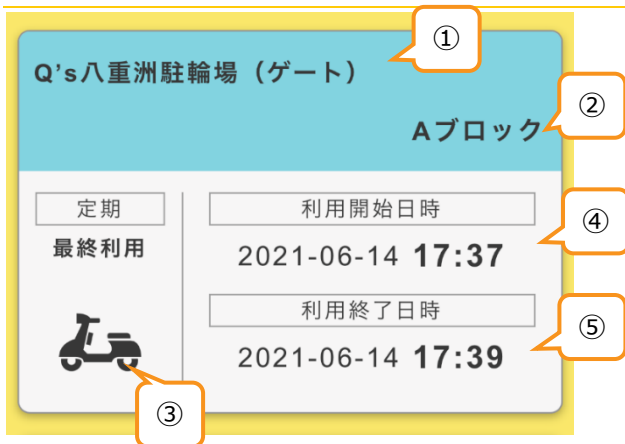 ①
Q’s八重洲駐輪場（ゲート）
②
Aブロック
定期
最終利用
利用開始日時
④
2021-06-14 17:37
利用終了日時
⑤
2021-06-14 17:39
③